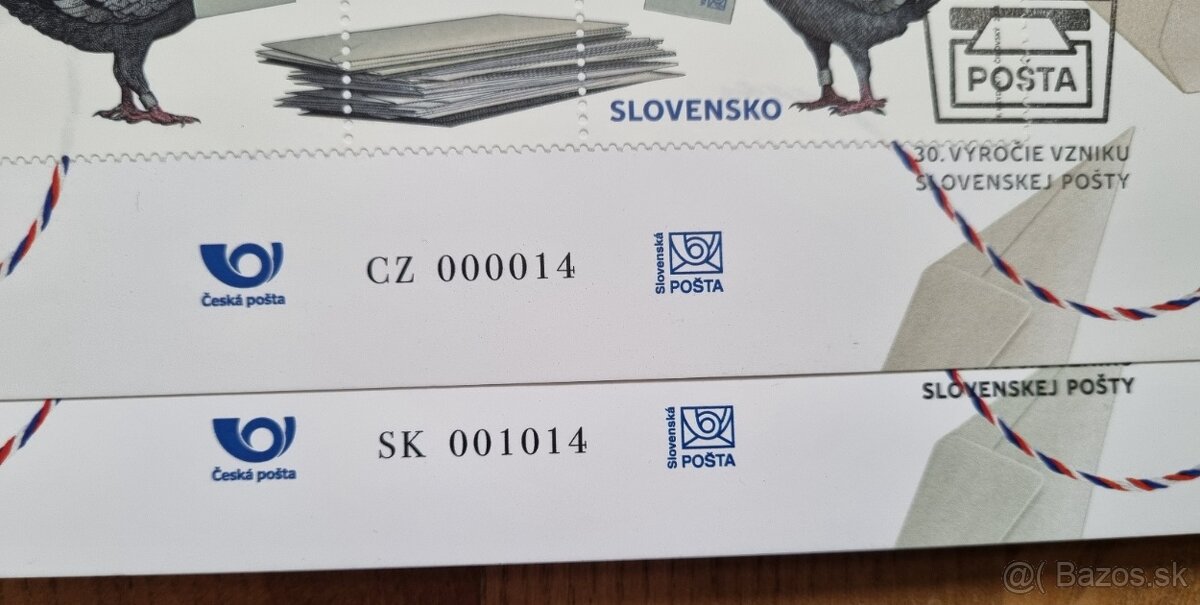 POŠTA
SLOVENSKO
30. VÝROČIE VZNIKU
SLOVENSKEJ POŠTY
Česká pošta
CZ 000014
Slovenská
POŠTA
SLOVENSKEJ POŠTY
Česká pošta
SK 001014
Slovenská
POŠTA
@( Bazos.sk